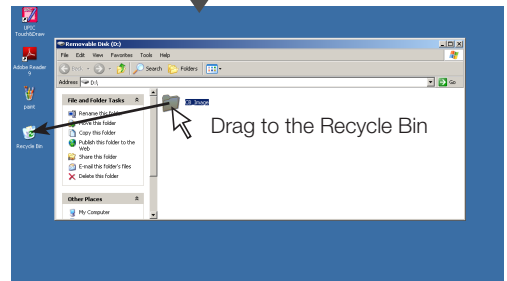 UPIC
Touch&Draw
Adobe Reader
9
paint
Recycle Bin
Removable Disk (D:)
File Edit View Favorites Tools Help
Back Search Folders
Address D:\ Go
File and Folder Tasks
Rename this folder
Move this folder
Copy this folder
Publish this folder to the
Web
Share this folder
E-mail this folder's files
Delete this folder
Other Places
My Computer
CB_Image
Drag to the Recycle Bin